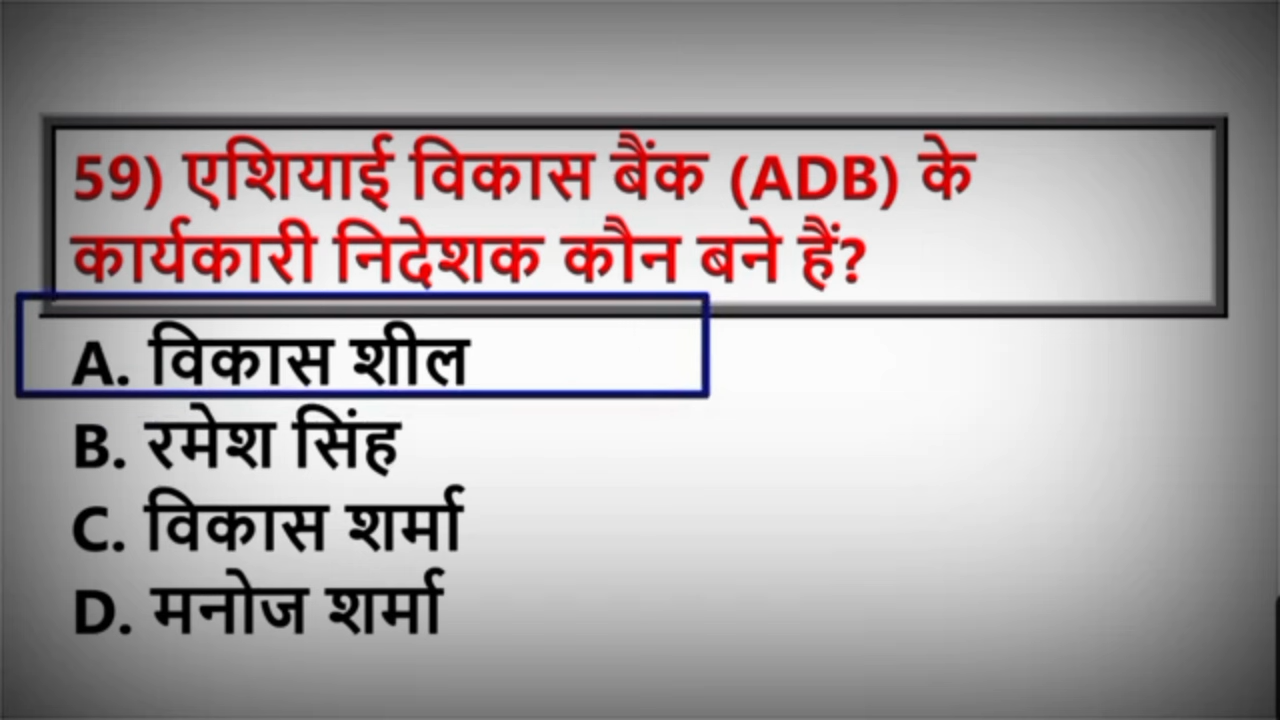 59) एशियाई विकास बैंक (ADB) के
कार्यकारी निदेशक कौन बने हैं?
A. विकास शील
B. रमेश सिंह
C. विकास शर्मा
D. मनोज शर्मा